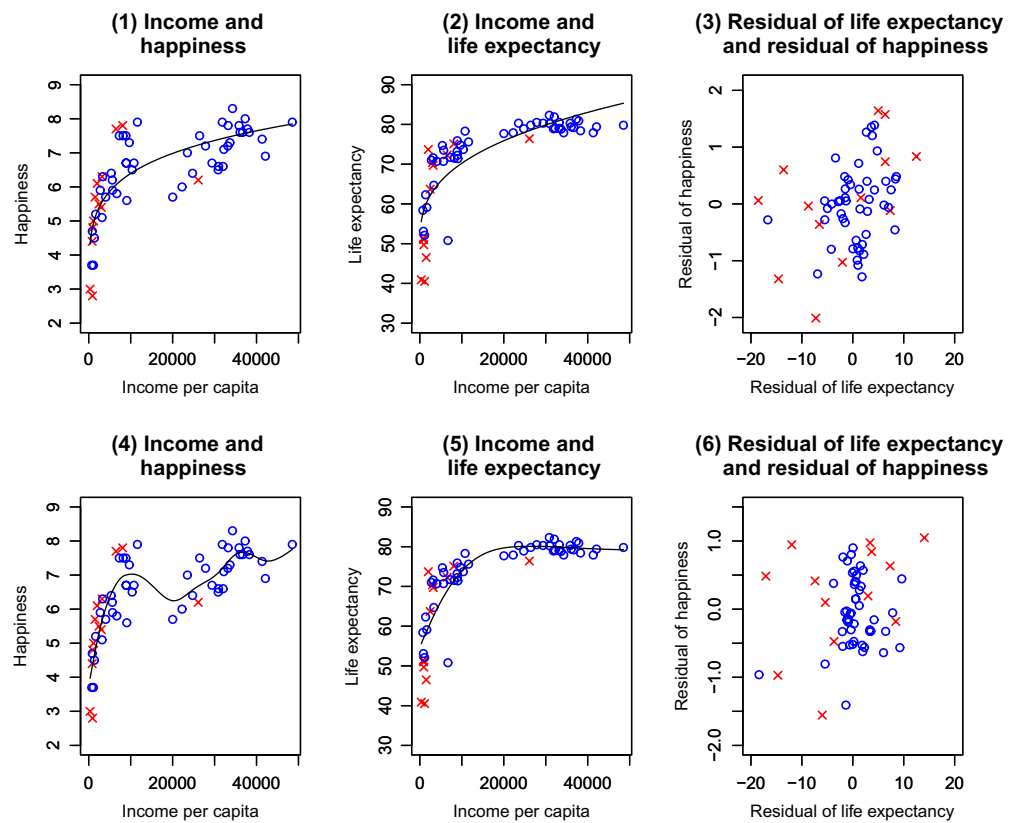 (1) Income and
happiness
9
8
7
6
5
4
3
2
Happiness
0
20000
40000
Income per capita
(2) Income and
life expectancy
90
80
70
60
50
40
30
Life expectancy
0
20000
40000
Income per capita
(3) Residual of life expectancy
and residual of happiness
2
1
0
−1
−2
Residual of happiness
−20
−10
0
10
20
Residual of life expectancy
(4) Income and
happiness
9
8
7
6
5
4
3
2
Happiness
0
20000
40000
Income per capita
(5) Income and
life expectancy
90
80
70
60
50
40
30
Life expectancy
0
20000
40000
Income per capita
(6) Residual of life expectancy
and residual of happiness
1.0
0.0
−1.0
−2.0
Residual of happiness
−20
−10
0
10
20
Residual of life expectancy